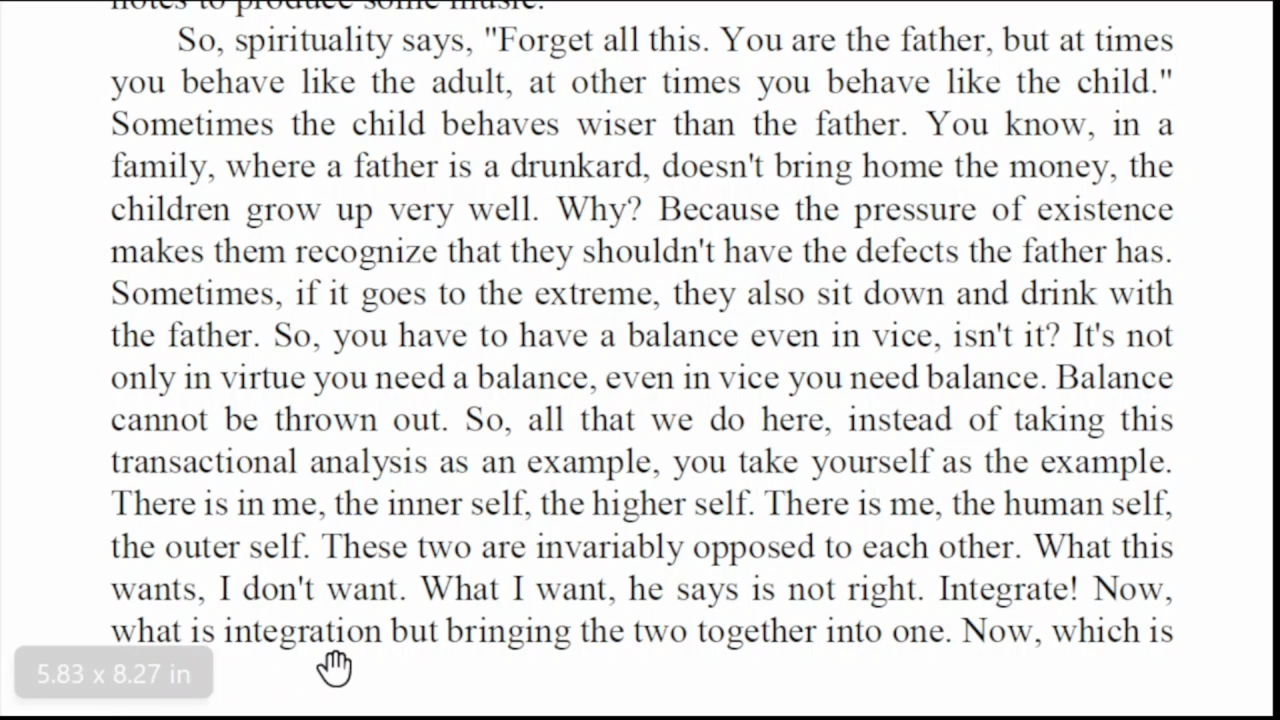 notes to produce some music.
So, spirituality says, "Forget all this. You are the father, but at times
you behave like the adult, at other times you behave like the child."
Sometimes the child behaves wiser than the father. You know, in a
family, where a father is a drunkard, doesn't bring home the money, the
children grow up very well. Why? Because the pressure of existence
makes them recognize that they shouldn't have the defects the father has.
Sometimes, if it goes to the extreme, they also sit down and drink with
the father. So, you have to have a balance even in vice, isn't it? It's not
only in virtue you need a balance, even in vice you need balance. Balance
cannot be thrown out. So, all that we do here, instead of taking this
transactional analysis as an example, you take yourself as the example.
There is in me, the inner self, the higher self. There is me, the human self,
the outer self. These two are invariably opposed to each other. What this
wants, I don't want. What I want, he says is not right. Integrate! Now,
what is integration but bringing the two together into one. Now, which is
5.83 x 8.27 in